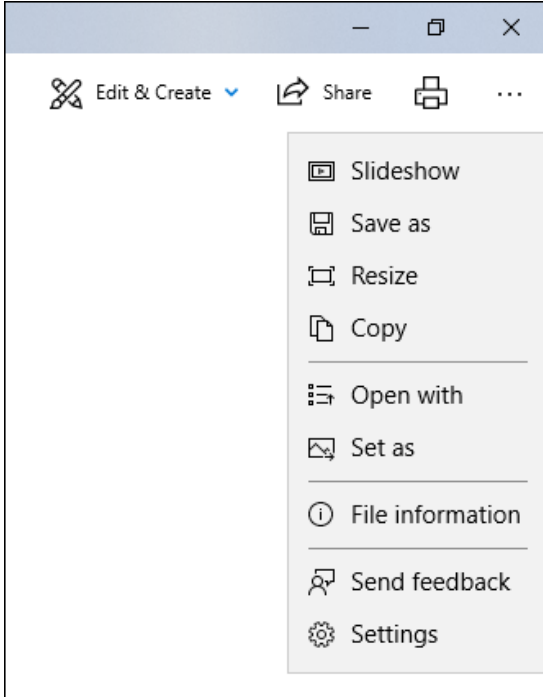 Edit & Create Share
Slideshow
Save as
Resize
Copy
Open with
Set as
File information
Send feedback
Settings